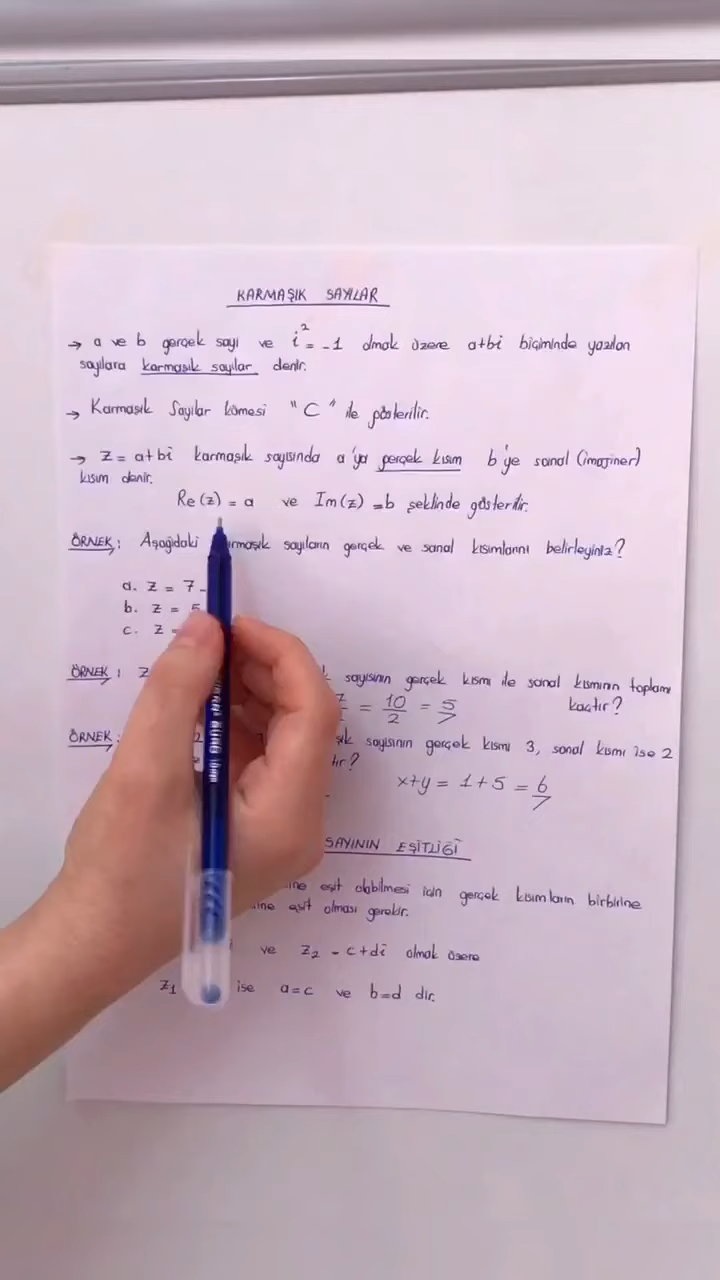 KARMAŞIK SAYILAR
→ a ve b gerçek sayı ve i² = -1 olmak üzere a+bi biçiminde yazılan
sayılara karmaşık sayılar denir.
→ Karmaşık Sayılar kümesi "C" ile gösterilir.
→ z = a+bi karmaşık sayısında a'ya gerçek kısım b'ye sanal (imajiner)
kısım denir.
Re(z) = a ve Im(z) = b şeklinde gösterilir.
ÖRNEK: Aşağıdaki sayıların gerçek ve sanal kısımlarını belirleyiniz?
a. z = 7
b. z = 5
c. z =
ÖRNEK: z sayısının gerçek kısmı ile sanal kısmının toplamı
kaçtır?
= 10/2 = 5
ÖRNEK: sayısının gerçek kısmı 3, sanal kısmı ise 2
x+y = 1+5 = 6
SAYININ EŞİTLİĞİ
eşit olabilmesi için gerçek kısımların birbirine
eşit olması gerekir.
ve z₂ = c+di olmak üzere
z₁ ise a=c ve b=d dir.